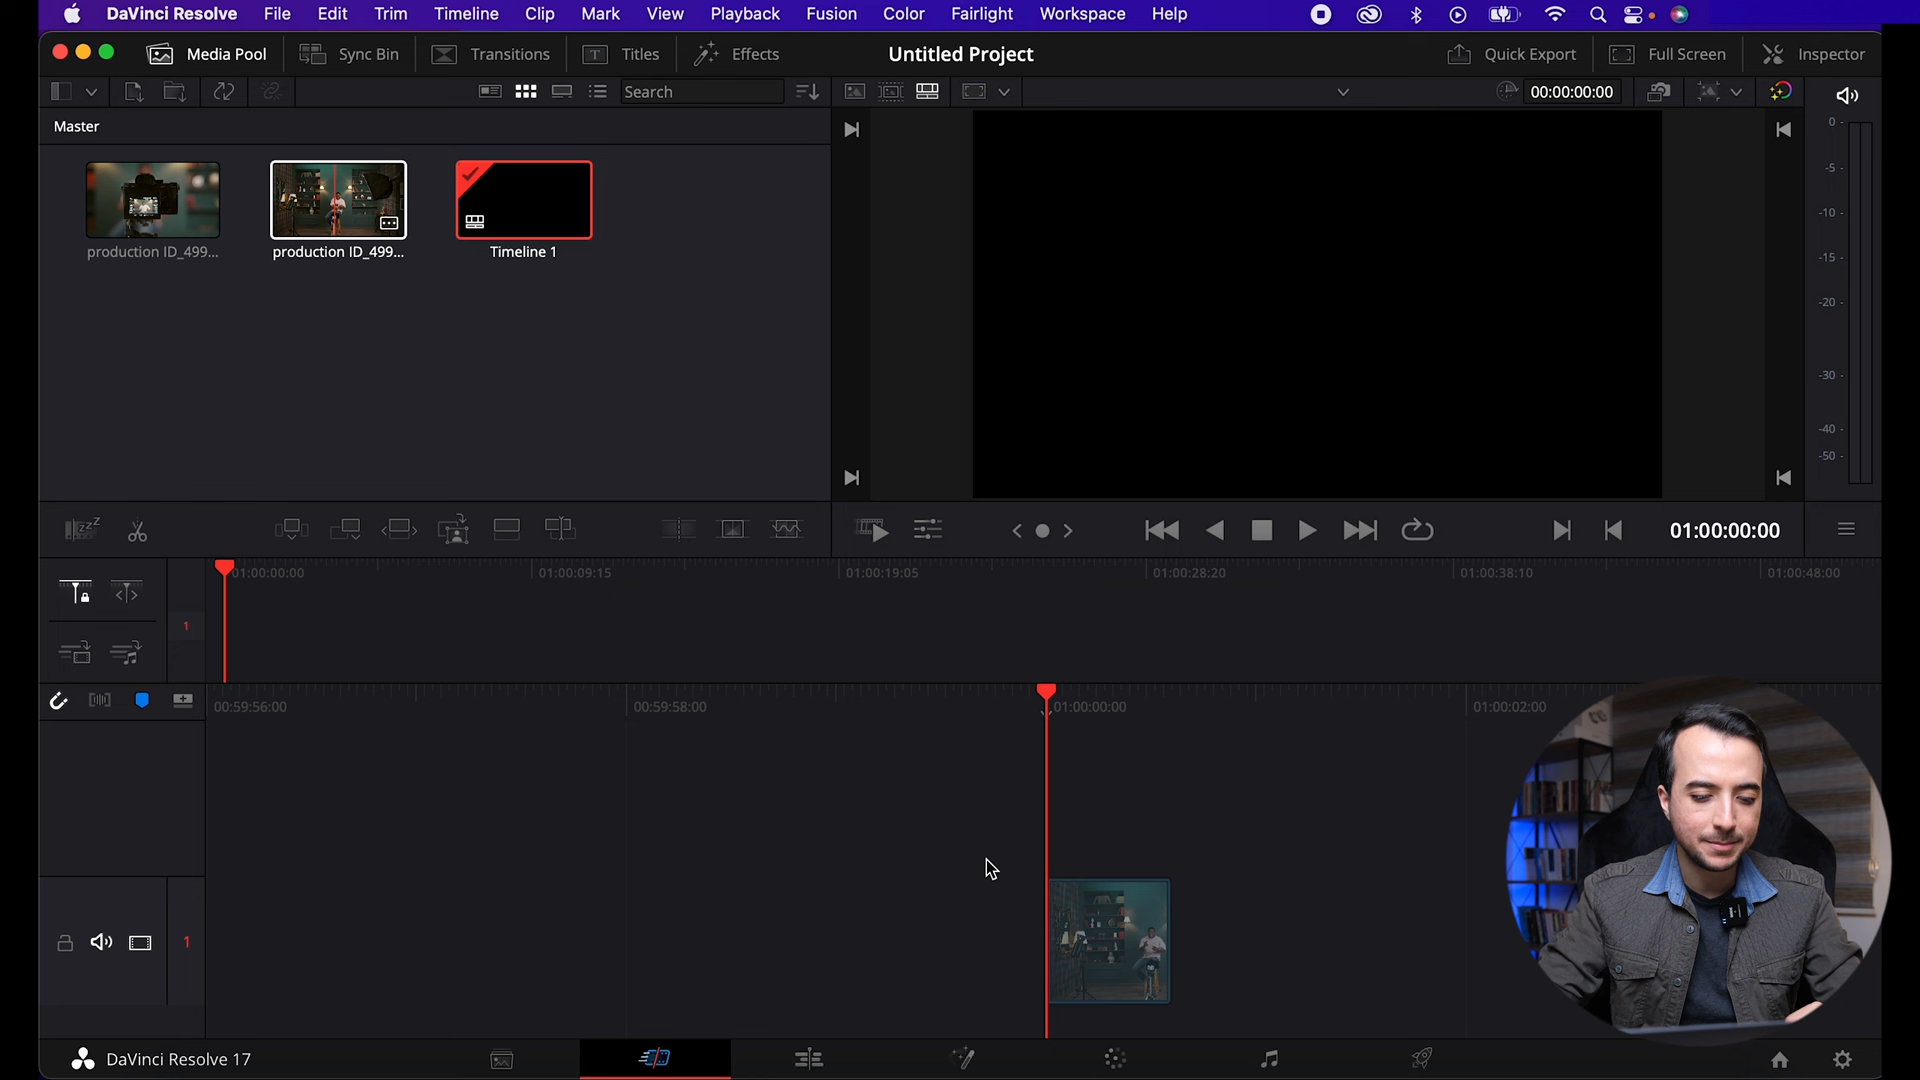 DaVinci Resolve File Edit Trim Timeline Clip Mark View Playback Fusion Color Fairlight Workspace Help
Media Pool Sync Bin Transitions Titles Effects Untitled Project Quick Export Full Screen Inspector
Search 00:00:00:00
Master
production ID_499... production ID_499... Timeline 1
0
-5
-10
-15
-20
-30
-40
-50
zzZ 01:00:00:00
01:00:00:00 01:00:09:15 01:00:19:05 01:00:28:20 01:00:38:10 01:00:48:00
1
00:59:56:00 00:59:58:00 01:00:00:00 01:00:02:00
1
DaVinci Resolve 17